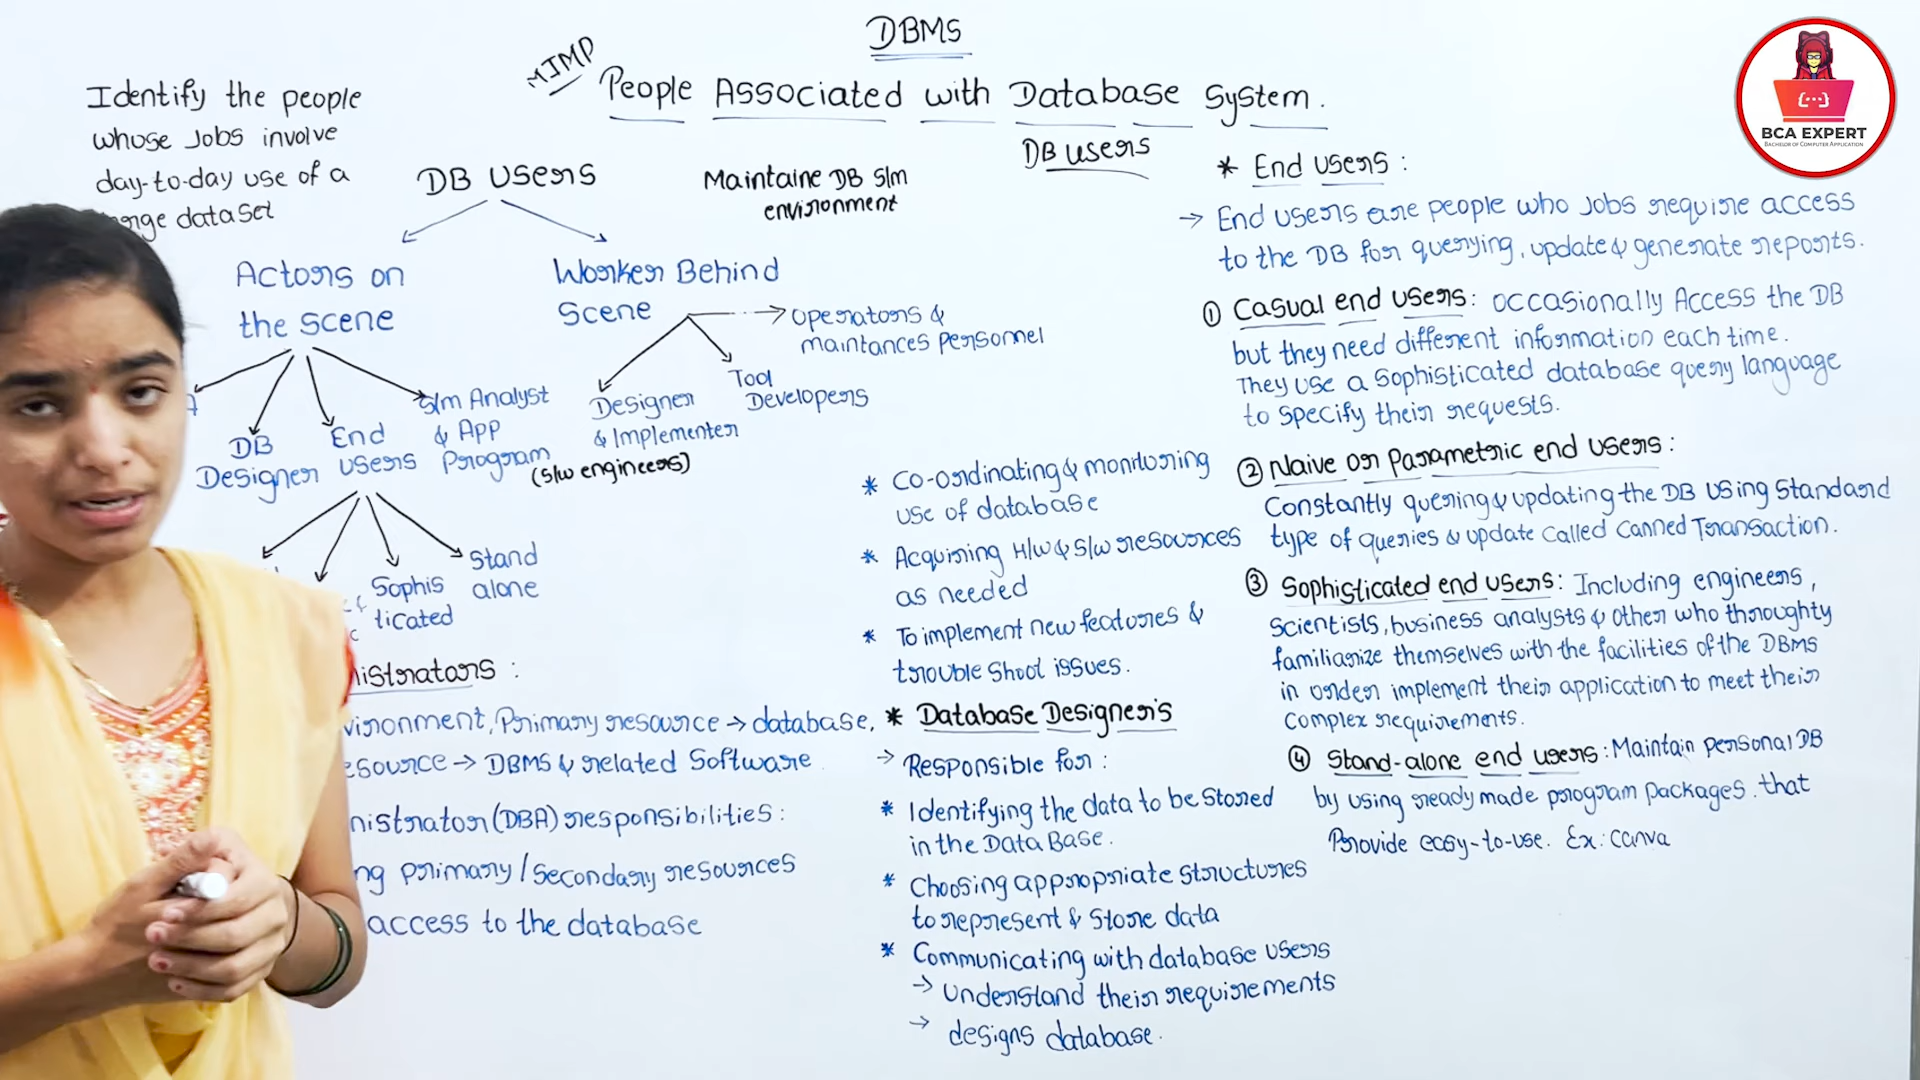 DBMS
MIMP
People Associated with Database System.
DB users
Identify the people
whose Jobs involve
day-to-day use of a
dataset
DB users
Maintaine DB S/m
environment
Actors on
the scene
Worker Behind
Scene
operators &
maintances personnel
DB
Designer
End
users
S/m Analyst
& App
Program
Designer
& Implementer
(S/w engineers)
Tool
Developers
Sophis
ticated
Stand
alone
Primary resource → database,
→ DBMS & related Software
(DBA) responsibilities:
primary/Secondary resources
access to the database
* Co-ordinating & monitoring
use of database
* Acquiring H/w & S/w resources
as needed
* To implement new features &
trouble Shoot issues.
* Database Designer's
→ Responsible for:
* Identifying the data to be Stored
in the Data Base.
* Choosing appropriate structures
to represent & Store data
* Communicating with database users
→ Understand their requirements
→ designs database.
* End users:
→ End users are people who Jobs require access
to the DB for querying, update & generate reports.
① Casual end users: occasionally Access the DB
but they need different information each time.
They use a Sophisticated database query language
to specify their requests.
② Naive or Parametric end users:
Constantly quering & updating the DB Using Standard
type of queries & update called Canned Transaction.
③ Sophisticated end users: Including engineers,
scientists, business analysts & other who throughty
familiarize themselves with the facilities of the DBMS
in order implement their application to meet their
complex requirements.
④ Stand-alone end users: Maintain personal DB
by using ready made program packages. that
Provide easy-to-use. Ex: Canva
BCA EXPERT
BACHELOR OF COMPUTER APPLICATION